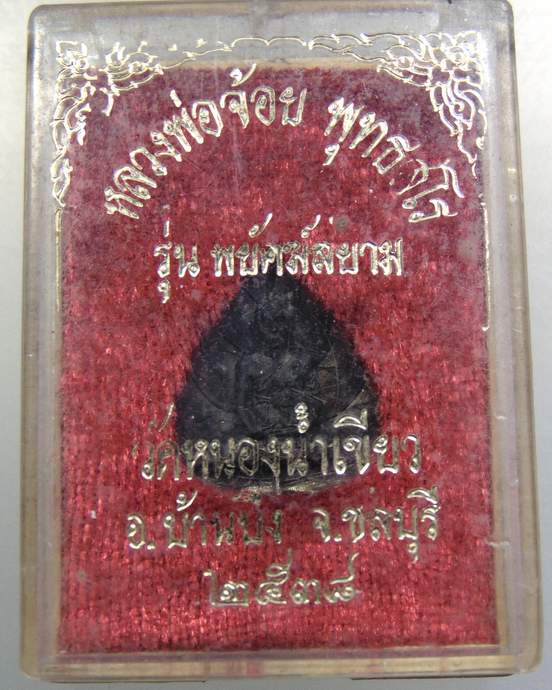 หลวงพ่อจ้อย พุทธสโร
รุ่น พยัคฆ์สยาม
วัดหนองน้ำเขียว
อ.บ้านบึง จ.ชลบุรี
๒๕๓๘